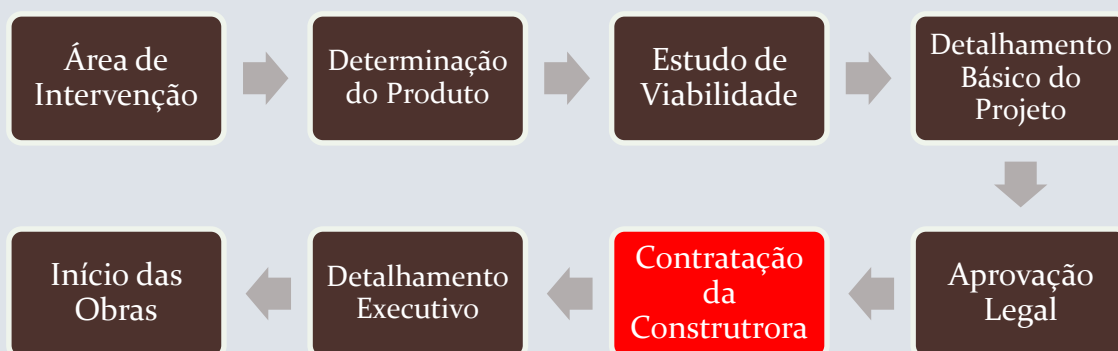 Área de
Intervenção
Determinação
do Produto
Estudo de
Viabilidade
Detalhamento
Básico do
Projeto
Aprovação
Legal
Contratação
da
Construtrora
Detalhamento
Executivo
Início das
Obras